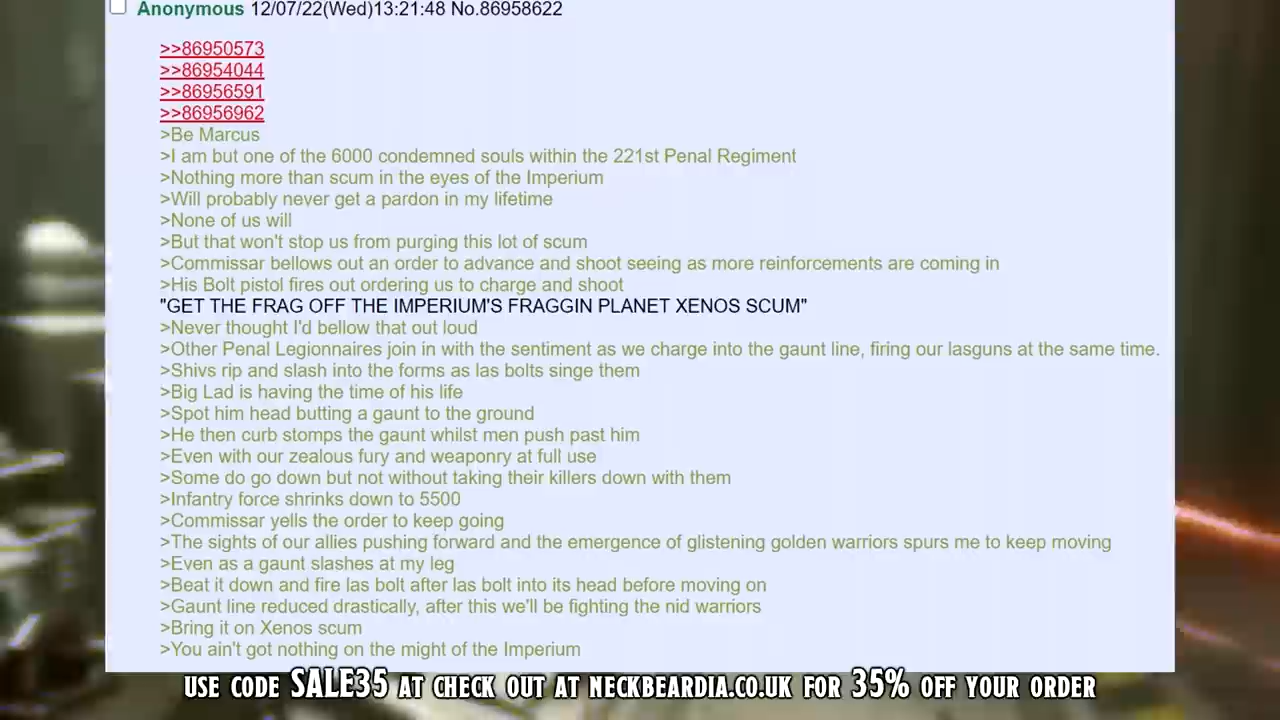 Anonymous 12/07/22(Wed)13:21:48 No.86958622
>>86950573
>>86954044
>>86956591
>>86956962
>Be Marcus
>I am but one of the 6000 condemned souls within the 221st Penal Regiment
>Nothing more than scum in the eyes of the Imperium
>Will probably never get a pardon in my lifetime
>None of us will
>But that won't stop us from purging this lot of scum
>Commissar bellows out an order to advance and shoot seeing as more reinforcements are coming in
>His Bolt pistol fires out ordering us to charge and shoot
"GET THE FRAG OFF THE IMPERIUM'S FRAGGIN PLANET XENOS SCUM"
>Never thought I'd bellow that out loud
>Other Penal Legionnaires join in with the sentiment as we charge into the gaunt line, firing our lasguns at the same time.
>Shivs rip and slash into the forms as las bolts singe them
>Big Lad is having the time of his life
>Spot him head butting a gaunt to the ground
>He then curb stomps the gaunt whilst men push past him
>Even with our zealous fury and weaponry at full use
>Some do go down but not without taking their killers down with them
>Infantry force shrinks down to 5500
>Commissar yells the order to keep going
>The sights of our allies pushing forward and the emergence of glistening golden warriors spurs me to keep moving
>Even as a gaunt slashes at my leg
>Beat it down and fire las bolt after las bolt into its head before moving on
>Gaunt line reduced drastically, after this we'll be fighting the nid warriors
>Bring it on Xenos scum
>You ain't got nothing on the might of the Imperium
USE CODE SALE35 AT CHECK OUT AT NECKBEARDIA.CO.UK FOR 35% OFF YOUR ORDER